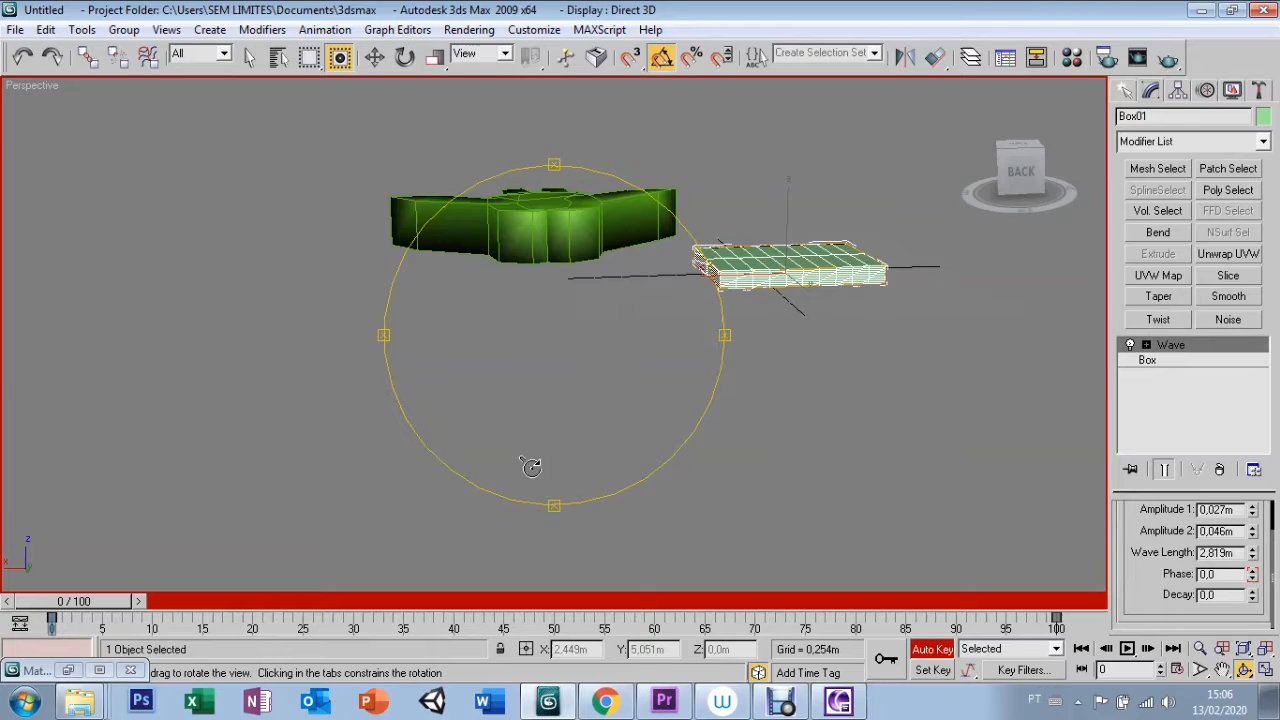 Untitled - Project Folder: C:\Users\SEM LIMITES\Documents\3dsmax - Autodesk 3ds Max 2009 x64 - Display : Direct 3D
File Edit Tools Group Views Create Modifiers Animation Graph Editors Rendering Customize MAXScript Help
All View 3 % ABC Create Selection Set
Perspective
BACK
Box01
Modifier List
Mesh Select Patch Select
SplineSelect Poly Select
Vol. Select FFD Select
Bend NSurf Sel
Extrude Unwrap UVW
UVW Map Slice
Taper Smooth
Twist Noise
Wave
Box
Amplitude 1: 0,027m
Amplitude 2: 0,046m
Wave Length: 2,819m
Phase: 0,0
Decay: 0,0
z
x y
< 0 / 100 >
0 5 10 15 20 25 30 35 40 45 50 55 60 65 70 75 80 85 90 95 100
1 Object Selected X: 2,449m Y: 5,051m Z: 0,0m Grid = 0,254m Auto Key Selected
Mat... drag to rotate the view. Clicking in the tabs constrains the rotation Add Time Tag Set Key Key Filters... 0
PT 15:06
13/02/2020